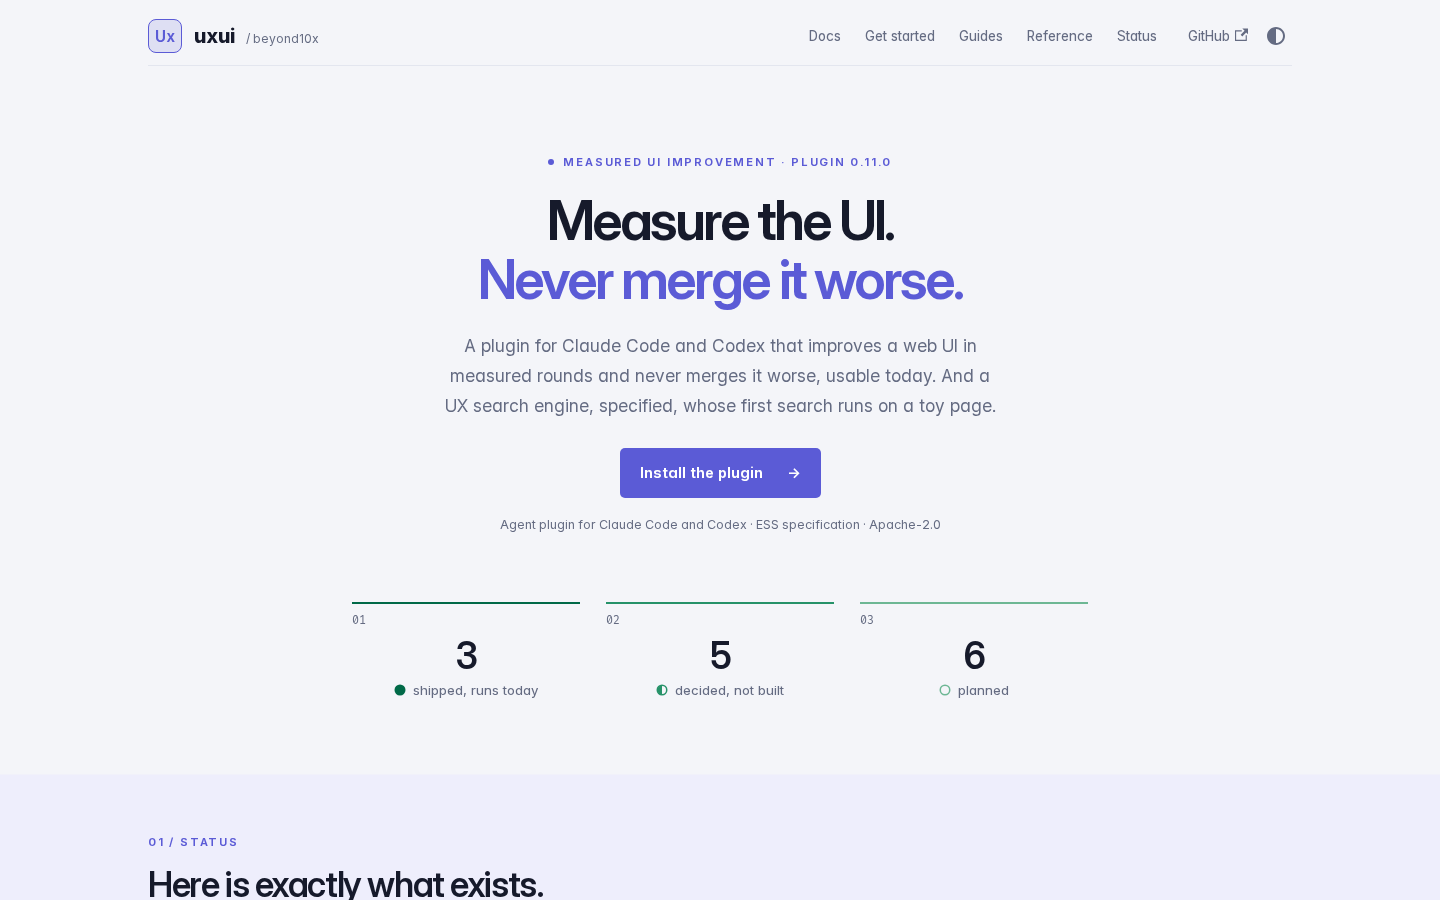 Ux uxui / beyond10x Docs Get started Guides Reference Status GitHub
MEASURED UI IMPROVEMENT · PLUGIN 0.11.0
Measure the UI.
Never merge it worse.
A plugin for Claude Code and Codex that improves a web UI in
measured rounds and never merges it worse, usable today. And a
UX search engine, specified, whose first search runs on a toy page.
Install the plugin →
Agent plugin for Claude Code and Codex · ESS specification · Apache-2.0
01 02 03
3 5 6
shipped, runs today decided, not built planned
01 / STATUS
Here is exactly what exists.